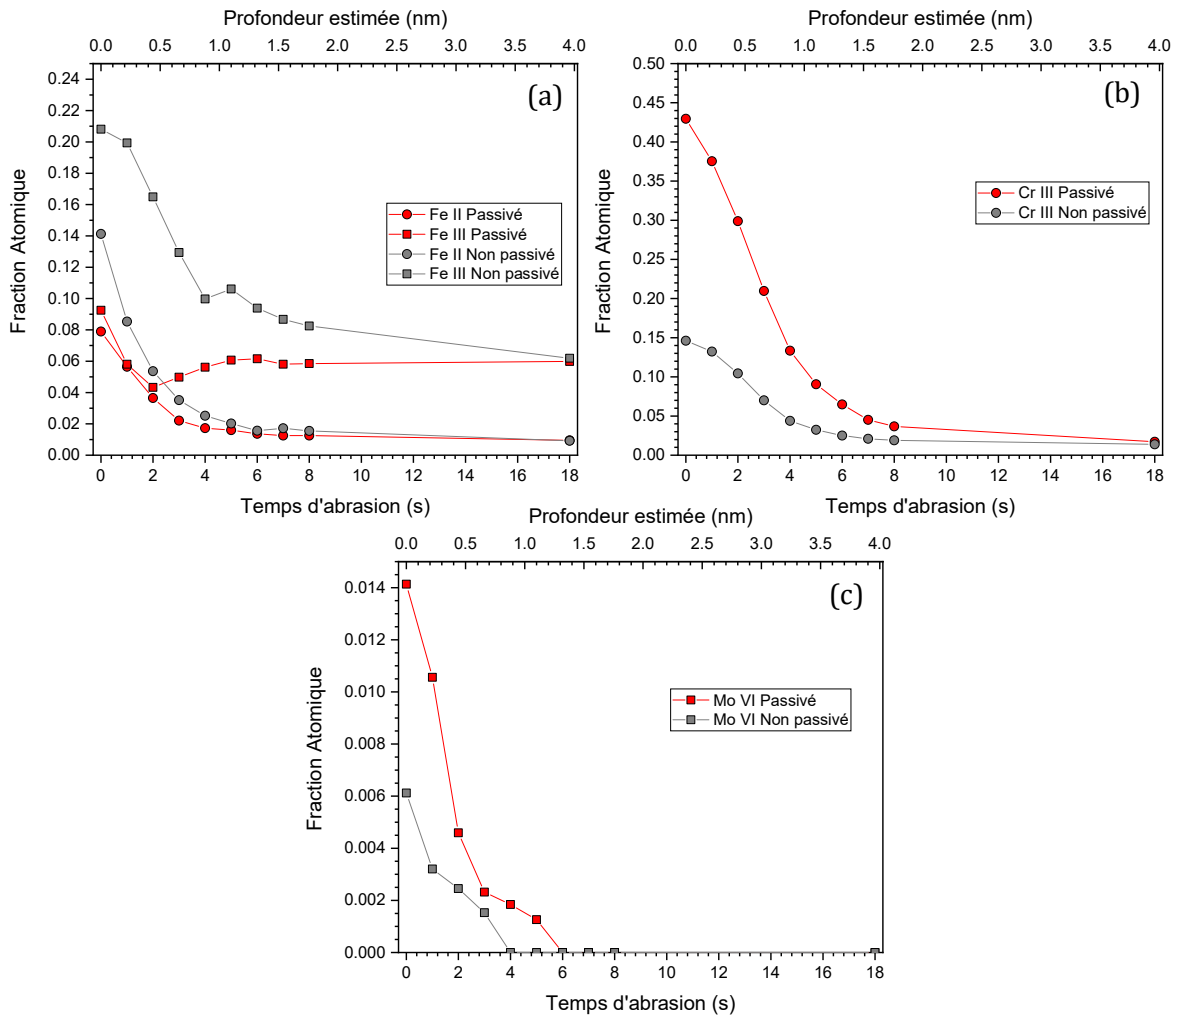 Profondeur estimée (nm)
0.0 0.5 1.0 1.5 2.0 2.5 3.0 3.5 4.0
0.24
0.22
0.20
0.18
0.16
0.14
0.12
0.10
0.08
0.06
0.04
0.02
0.00
Fraction Atomique
(a)
Fe II Passivé
Fe III Passivé
Fe II Non passivé
Fe III Non passivé
0 2 4 6 8 10 12 14 16 18
Temps d'abrasion (s)
Profondeur estimée (nm)
0.0 0.5 1.0 1.5 2.0 2.5 3.0 3.5 4.0
0.50
0.45
0.40
0.35
0.30
0.25
0.20
0.15
0.10
0.05
0.00
Fraction Atomique
(b)
Cr III Passivé
Cr III Non passivé
0 2 4 6 8 10 12 14 16 18
Temps d'abrasion (s)
Profondeur estimée (nm)
0.0 0.5 1.0 1.5 2.0 2.5 3.0 3.5 4.0
0.014
0.012
0.010
0.008
0.006
0.004
0.002
0.000
Fraction Atomique
(c)
Mo VI Passivé
Mo VI Non passivé
0 2 4 6 8 10 12 14 16 18
Temps d'abrasion (s)